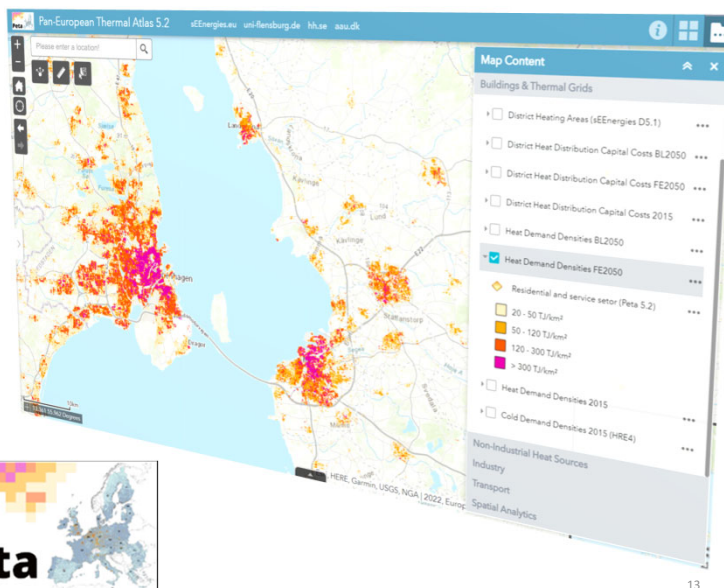 Pan-European Thermal Atlas 5.2
sEEnergies.eu uni-flensburg.de hh.se aau.dk
Please enter a location!
Map Content
Buildings & Thermal Grids
District Heating Areas (sEEnergies D5.1)
District Heat Distribution Capital Costs BL2050
District Heat Distribution Capital Costs FE2050
District Heat Distribution Capital Costs 2015
Heat Demand Densities BL2050
Heat Demand Densities FE2050
Residential and service setor (Peta 5.2)
20 - 50 TJ/km²
50 - 120 TJ/km²
120 - 300 TJ/km²
> 300 TJ/km²
Heat Demand Densities 2015
Cold Demand Densities 2015 (HRE4)
Non-Industrial Heat Sources
Industry
Transport
Spatial Analytics
Kävlinge
Lund
Kävlinge
Staffanstorp
10km
Degrees
HERE, Garmin, USGS, NGA | 2022, Europ
ta
13